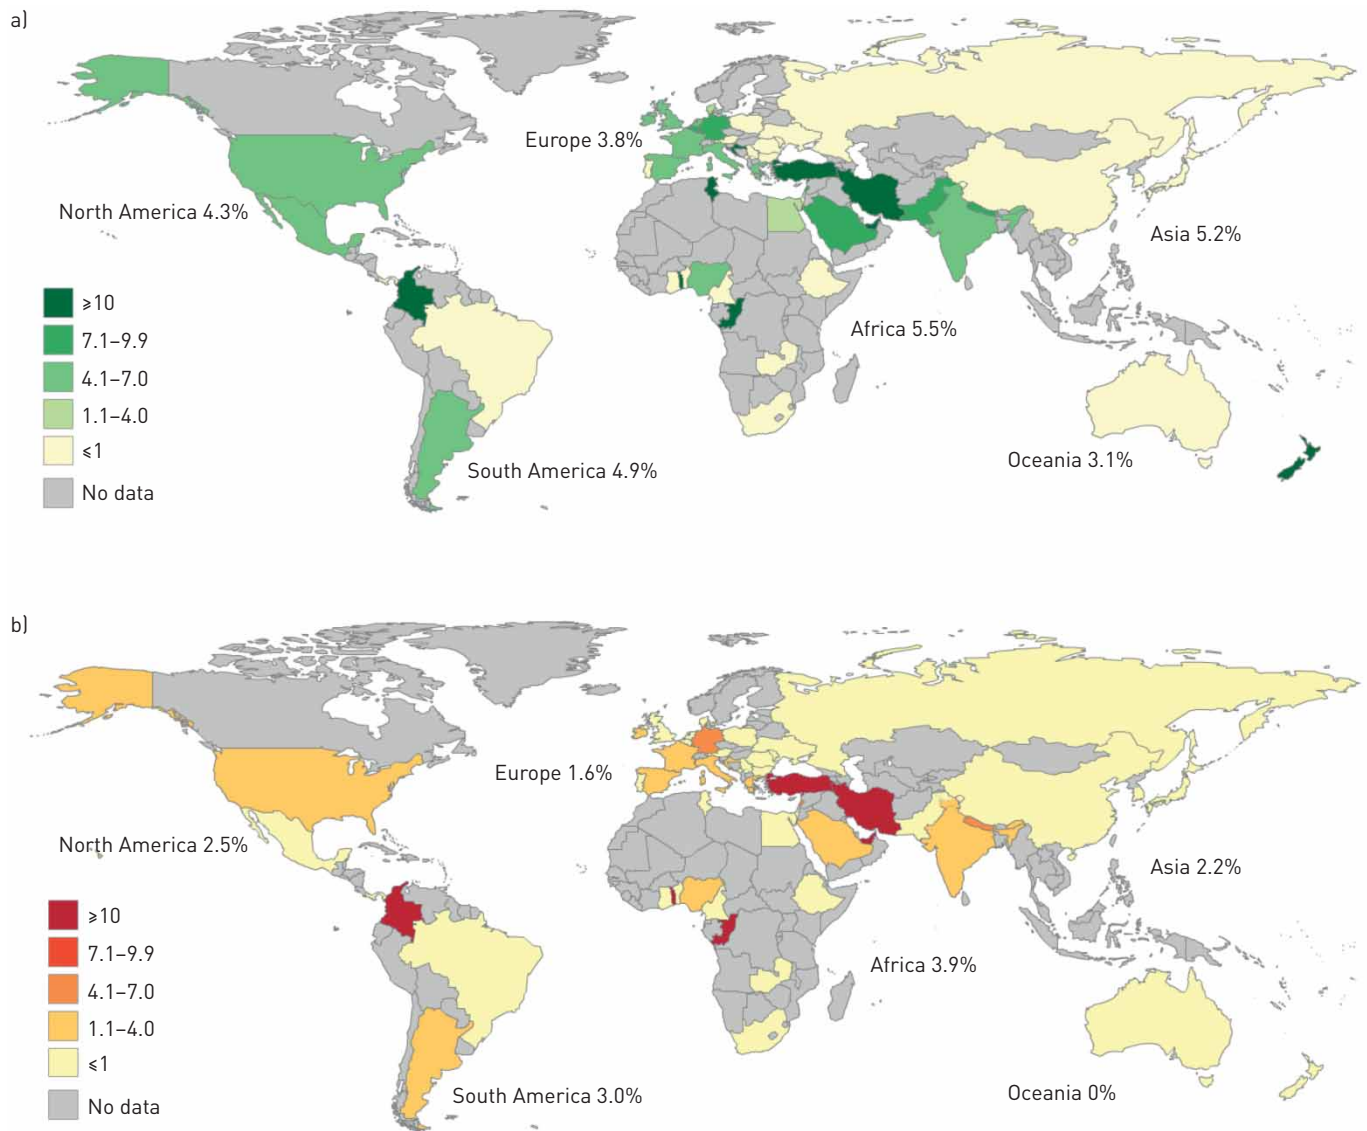 a)
Europe 3.8%
North America 4.3%
Asia 5.2%
⩾10
7.1–9.9
Africa 5.5%
4.1–7.0
1.1–4.0
⩽1
Oceania 3.1%
South America 4.9%
No data
b)
Europe 1.6%
North America 2.5%
Asia 2.2%
⩾10
7.1–9.9
Africa 3.9%
4.1–7.0
1.1–4.0
⩽1
Oceania 0%
South America 3.0%
No data